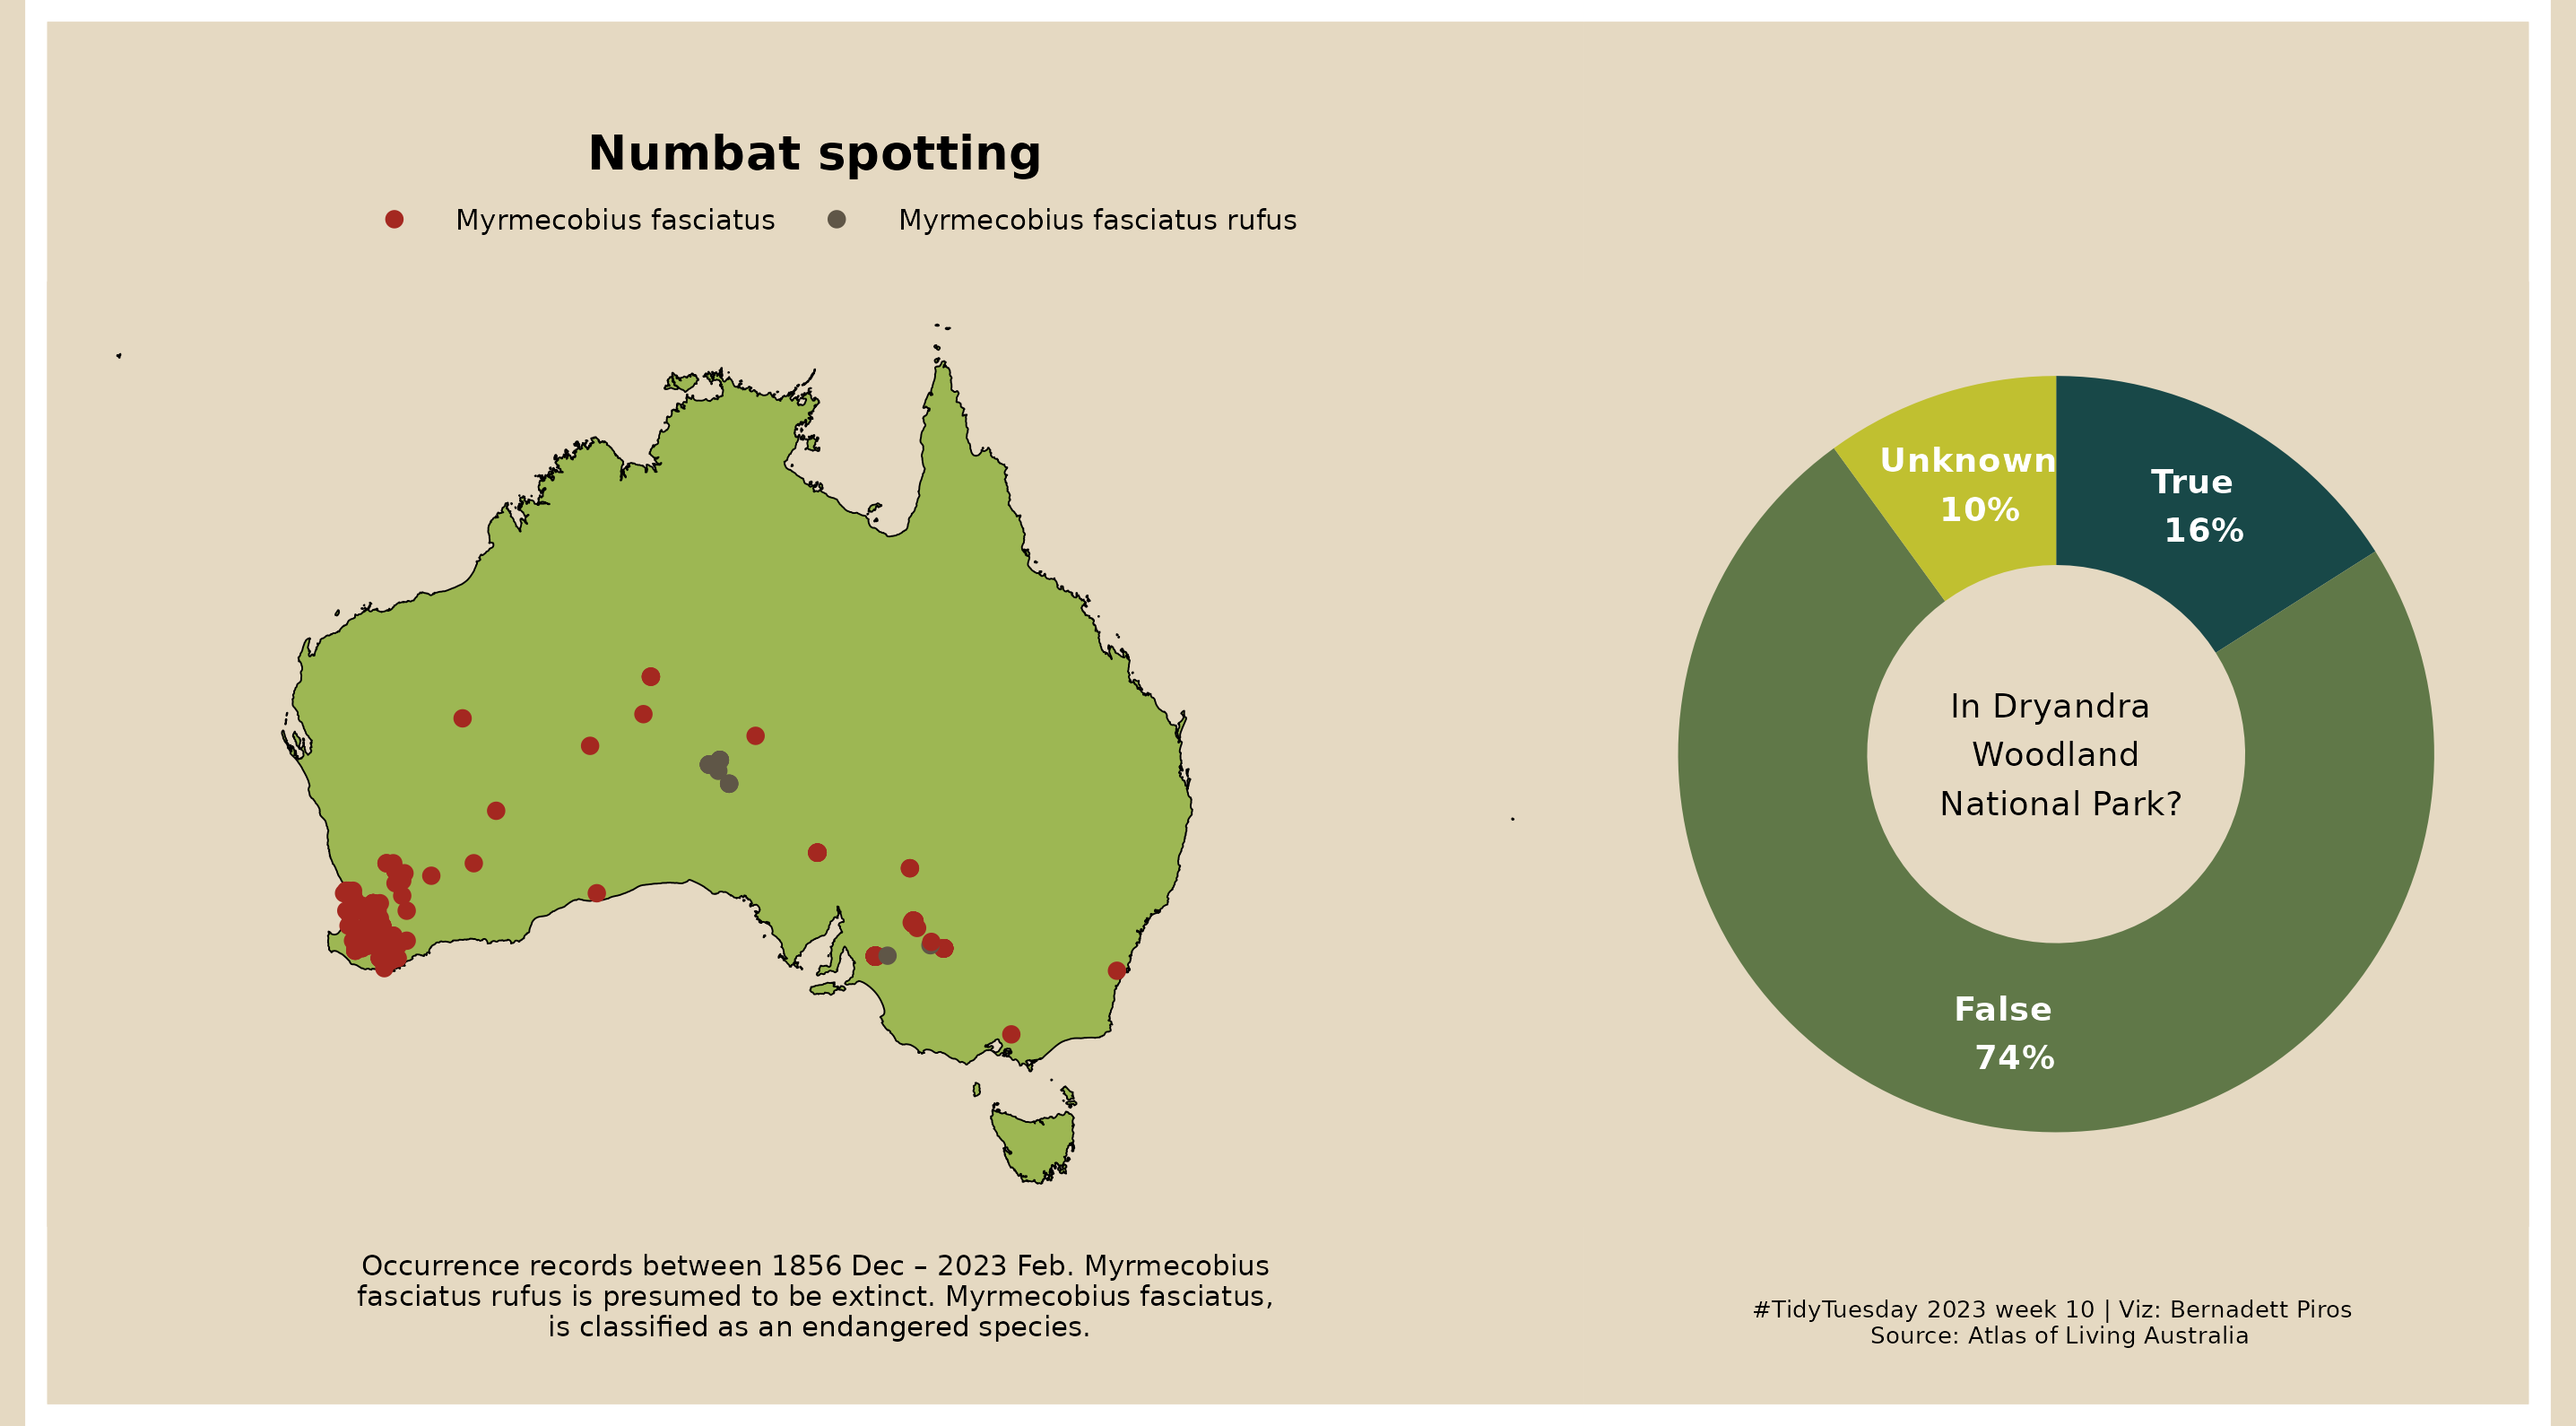 Numbat spotting
Myrmecobius fasciatus
Myrmecobius fasciatus rufus
Unknown
10%
True
16%
In Dryandra
Woodland
National Park?
False
74%
Occurrence records between 1856 Dec – 2023 Feb. Myrmecobius
fasciatus rufus is presumed to be extinct. Myrmecobius fasciatus,
is classified as an endangered species.
#TidyTuesday 2023 week 10 | Viz: Bernadett Piros
Source: Atlas of Living Australia